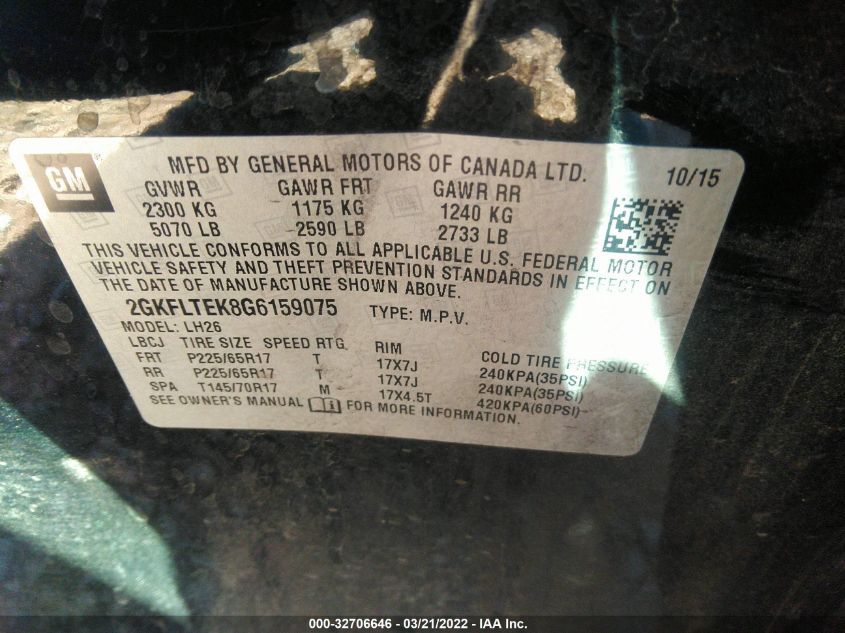 GM
MFD BY GENERAL MOTORS OF CANADA LTD. 10/15
GVWR GAWR FRT GAWR RR
2300 KG 1175 KG 1240 KG
5070 LB 2590 LB 2733 LB
THIS VEHICLE CONFORMS TO ALL APPLICABLE U.S. FEDERAL MOTOR
VEHICLE SAFETY AND THEFT PREVENTION STANDARDS IN EFFECT ON
THE DATE OF MANUFACTURE SHOWN ABOVE.
2GKFLTEK8G6159075 TYPE: M.P.V.
MODEL: LH26
LBCJ TIRE SIZE SPEED RTG RIM COLD TIRE PRESSURE
FRT P225/65R17 T 17X7J 240KPA(35PSI)
RR P225/65R17 T 17X7J 240KPA(35PSI)
SPA T145/70R17 M 17X4.5T 420KPA(60PSI)
SEE OWNER'S MANUAL FOR MORE INFORMATION.
000-32706646 - 03/21/2022 - IAA Inc.